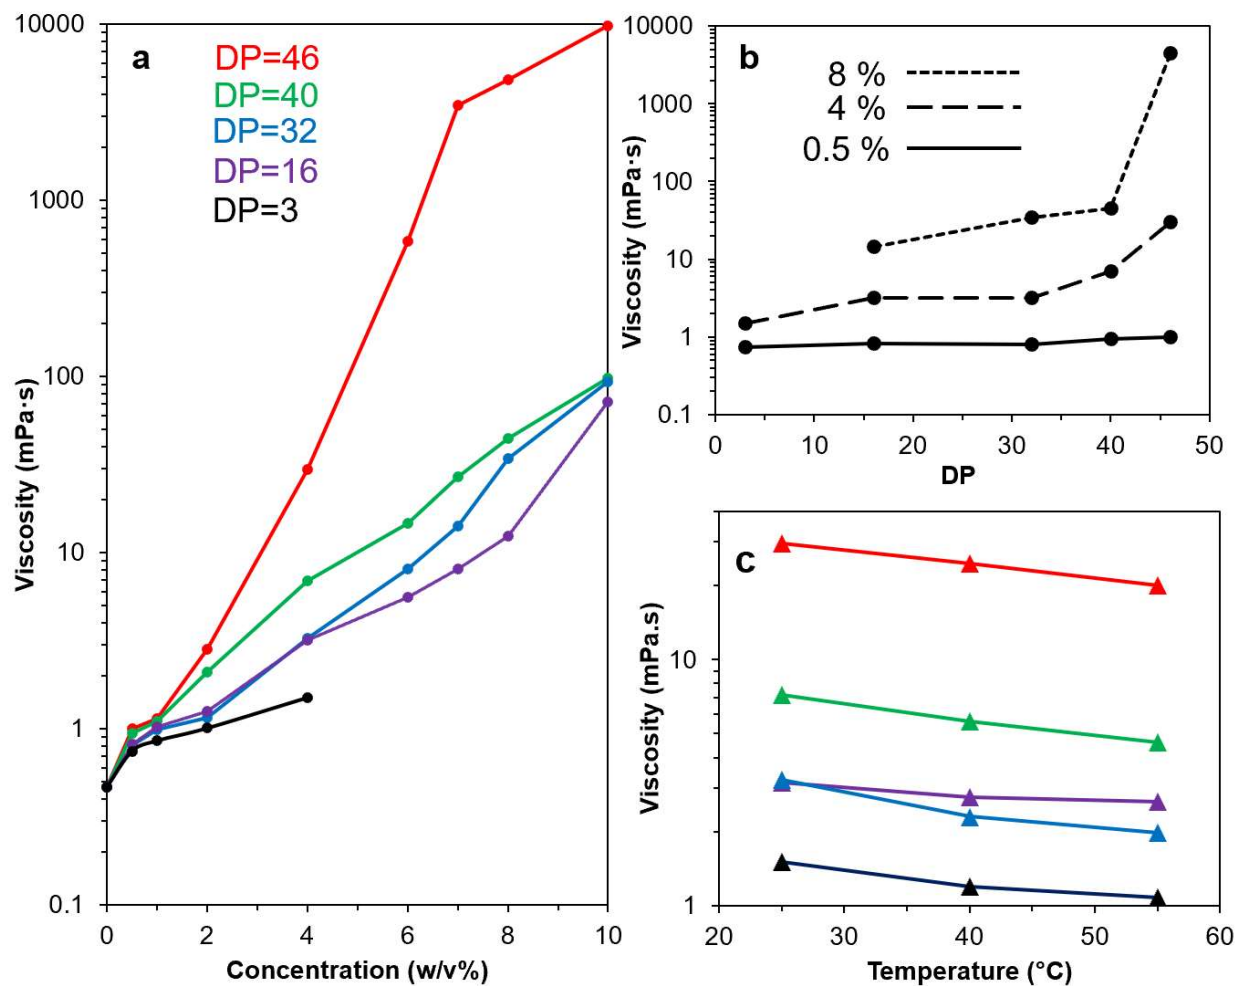 a
DP=46
DP=40
DP=32
DP=16
DP=3
10000
1000
100
10
1
0.1
Viscosity (mPa·s)
0 2 4 6 8 10
Concentration (w/v%)
b
8 %
4 %
0.5 %
10000
1000
100
10
1
0.1
Viscosity (mPa·s)
0 10 20 30 40 50
DP
c
10
1
Viscosity (mPa.s)
20 30 40 50 60
Temperature (°C)